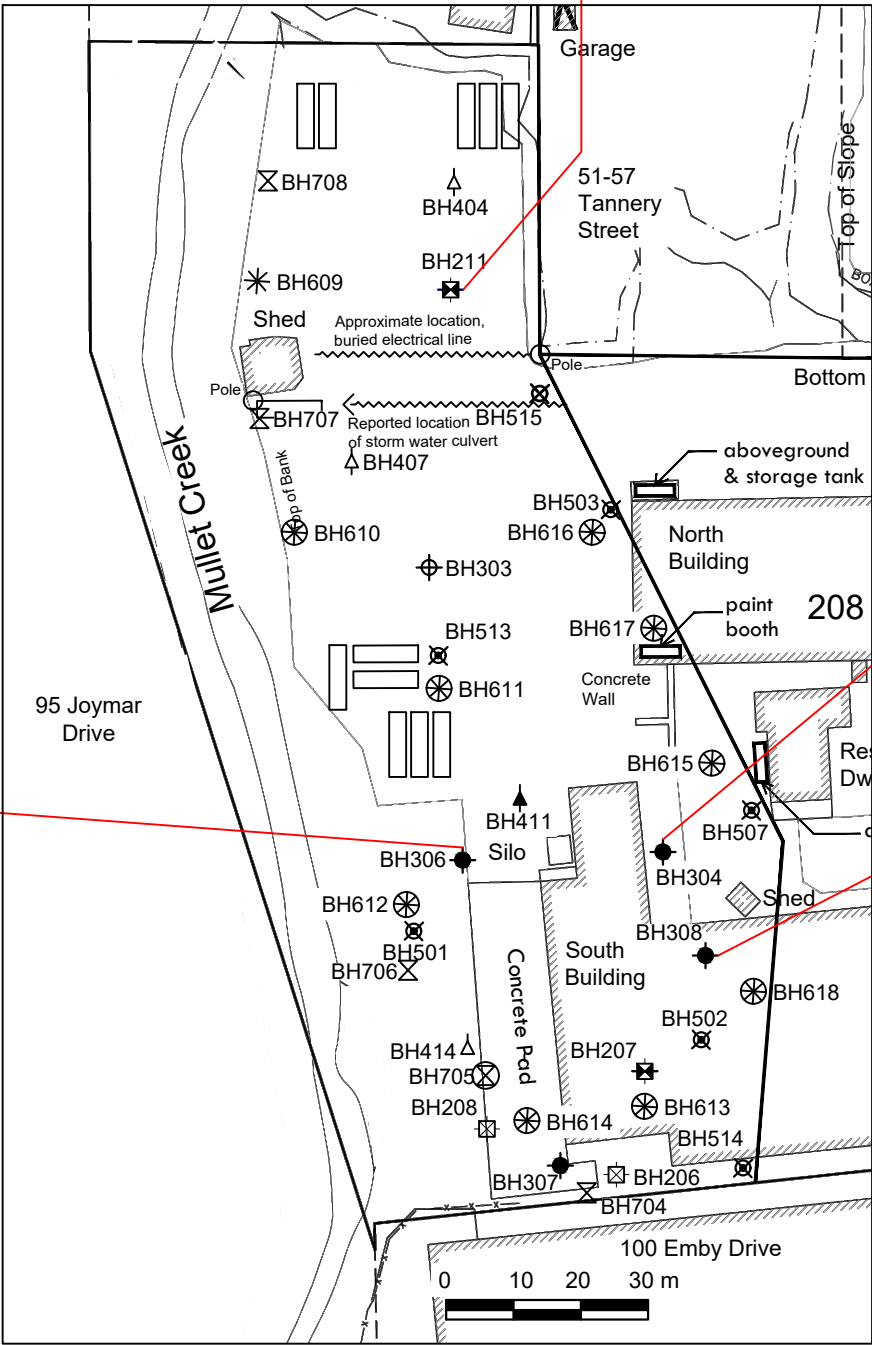 Garage
51-57
Tannery
Street
Top of Slope
BH708
BH404
BH211
BH609
Shed
Approximate location,
buried electrical line
Pole
Pole
Bottom
BH515
BH707
Reported location
of storm water culvert
BH407
aboveground
& storage tank
Mullet Creek
BH503
BH616
BH610
North
Building
BH303
paint
booth
208
BH617
BH513
Concrete
Wall
BH611
95 Joymar
Drive
BH615
BH411
BH507
Silo
BH306
BH304
BH612
Shed
BH501
BH308
BH706
South
Building
Concrete Pad
BH618
BH502
BH414
BH207
BH705
BH208
BH614
BH613
BH514
BH307
BH206
BH704
100 Emby Drive
0 10 20 30 m